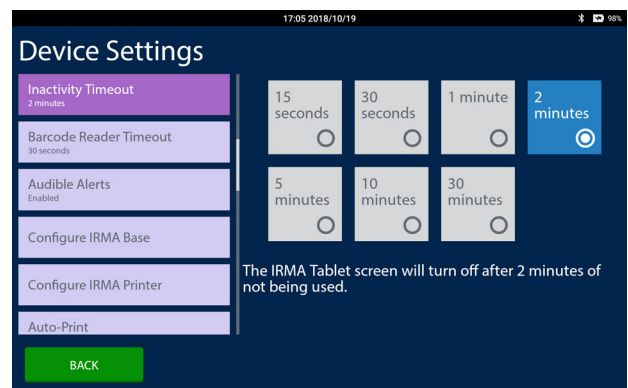 17:05 2018/10/19
98%
Device Settings
Inactivity Timeout
2 minutes
Barcode Reader Timeout
30 seconds
Audible Alerts
Enabled
Configure IRMA Base
Configure IRMA Printer
Auto-Print
BACK
15
seconds
30
seconds
1 minute
2
minutes
5
minutes
10
minutes
30
minutes
The IRMA Tablet screen will turn off after 2 minutes of
not being used.